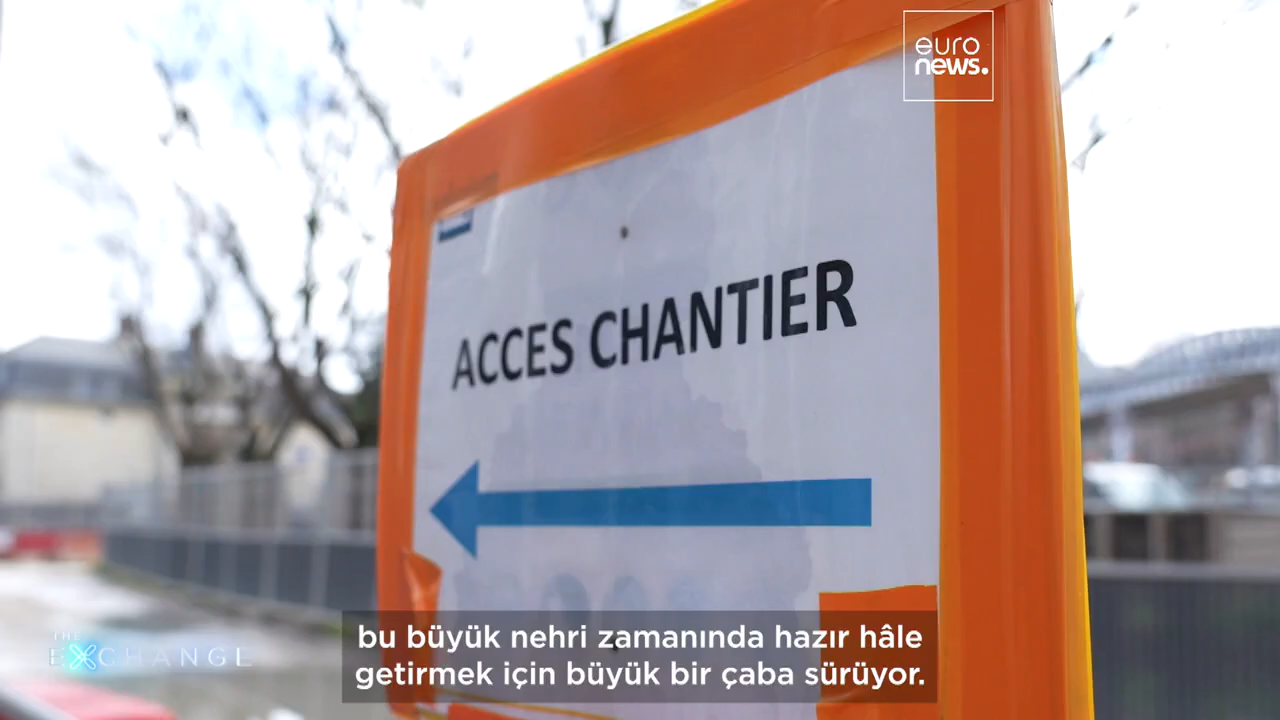 euro
news.
ACCES CHANTIER
THE
EXCHANGE
bu büyük nehri zamanında hazır hâle
getirmek için büyük bir çaba sürüyor.